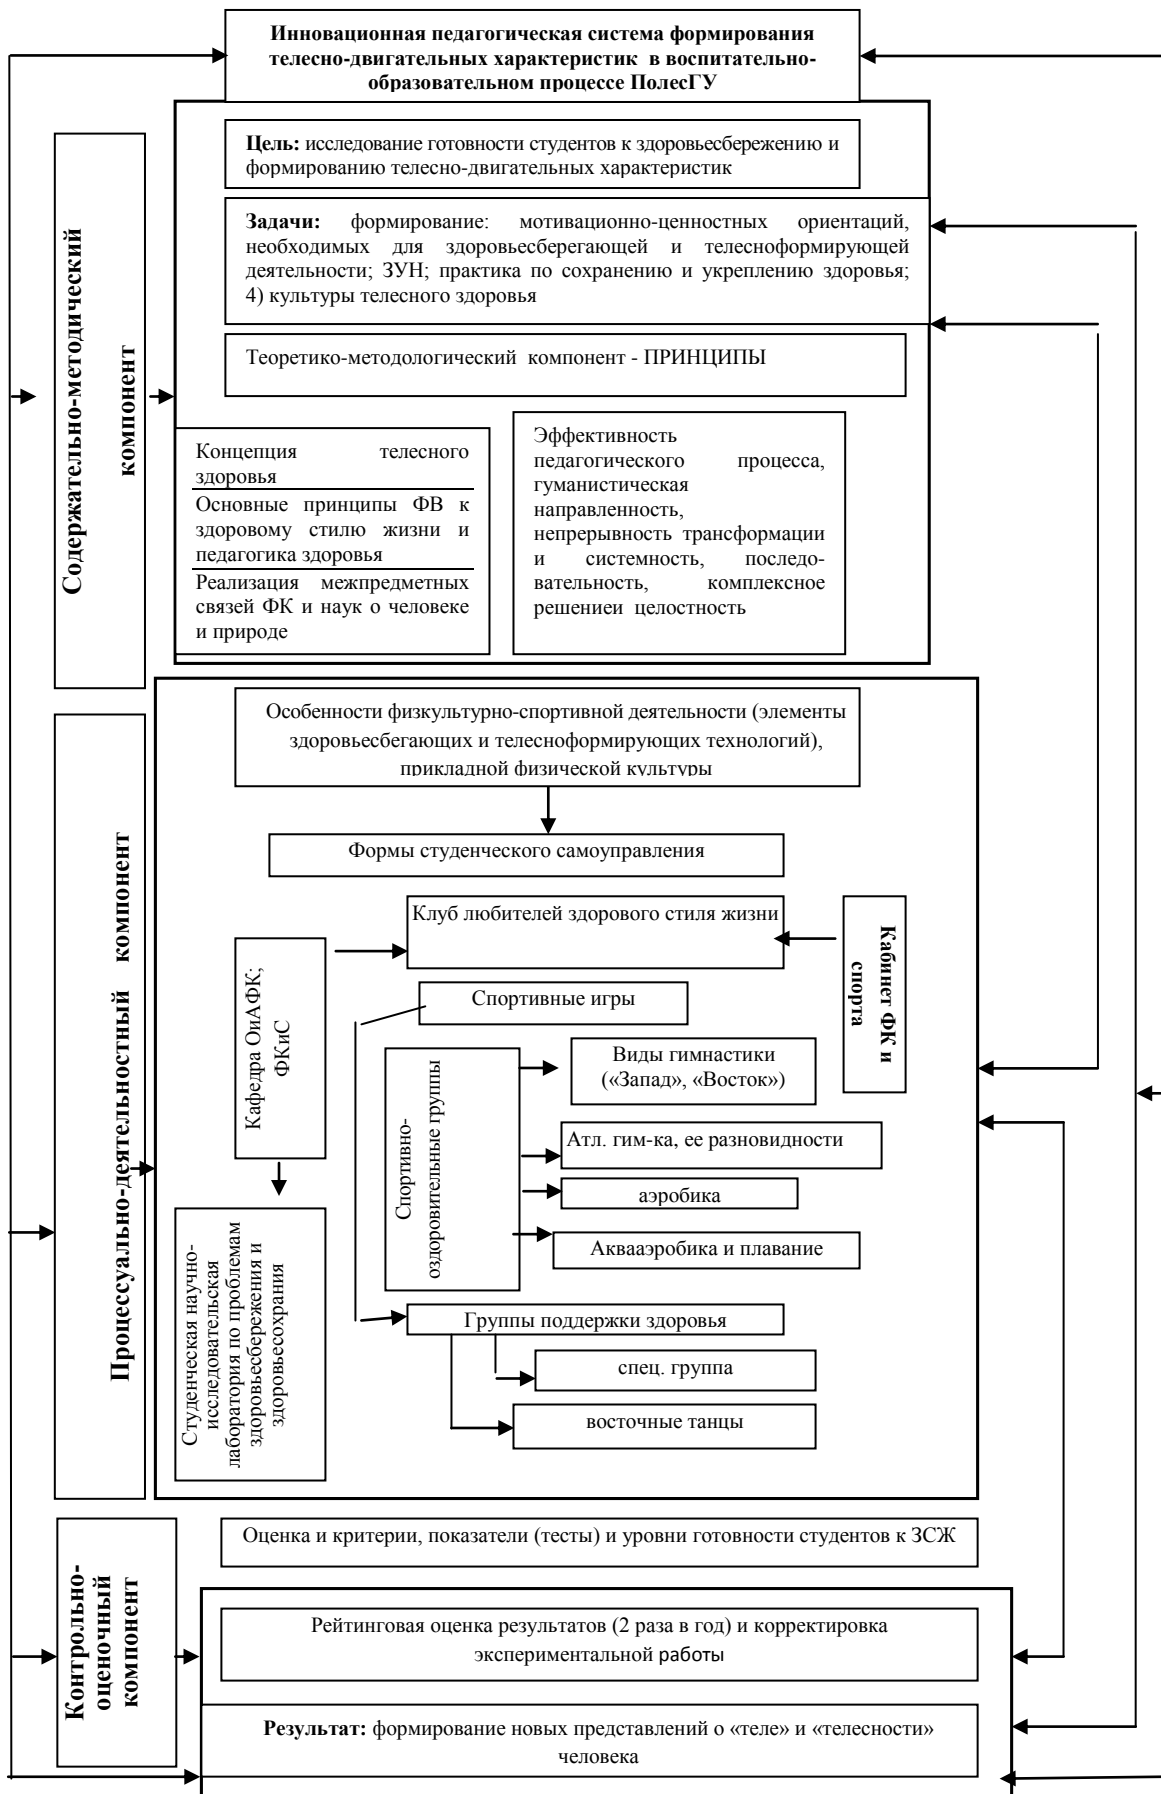 Инновационная педагогическая система формирования
телесно-двигательных характеристик в воспитательно-
образовательном процессе ПолесГУ
Содержательно-методический
компонент
Цель: исследование готовности студентов к здоровьесбережению и
формированию телесно-двигательных характеристик
Задачи: формирование: мотивационно-ценностных ориентаций,
необходимых для здоровьесберегающей и телесноформирующей
деятельности; ЗУН; практика по сохранению и укреплению здоровья;
4) культуры телесного здоровья
Теоретико-методологический компонент - ПРИНЦИПЫ
Концепция телесного
здоровья
Основные принципы ФВ к
здоровому стилю жизни и
педагогика здоровья
Реализация межпредметных
связей ФК и наук о человеке
и природе
Эффективность
педагогического процесса,
гуманистическая
направленность,
непрерывность трансформации
и системность, последо-
вательность, комплексное
решениеи целостность
Процессуально-деятельностный компонент
Особенности физкультурно-спортивной деятельности (элементы
здоровьесбегающих и телесноформирующих технологий),
прикладной физической культуры
Формы студенческого самоуправления
Клуб любителей здорового стиля жизни
Кабинет ФК и
спорта
Кафедра ОиАФК;
ФКиС
Спортивные игры
Спортивно-
оздоровительные группы
Виды гимнастики
(«Запад», «Восток»)
Атл. гим-ка, ее разновидности
аэробика
Аквааэробика и плавание
Студенческая научно-
исследовательская
лаборатория по проблемам
здоровьесбережения и
здоровьесохрания
Группы поддержки здоровья
спец. группа
восточные танцы
Контрольно-
оценочный
компонент
Оценка и критерии, показатели (тесты) и уровни готовности студентов к ЗСЖ
Рейтинговая оценка результатов (2 раза в год) и корректировка
экспериментальной работы
Результат: формирование новых представлений о «теле» и «телесности»
человека